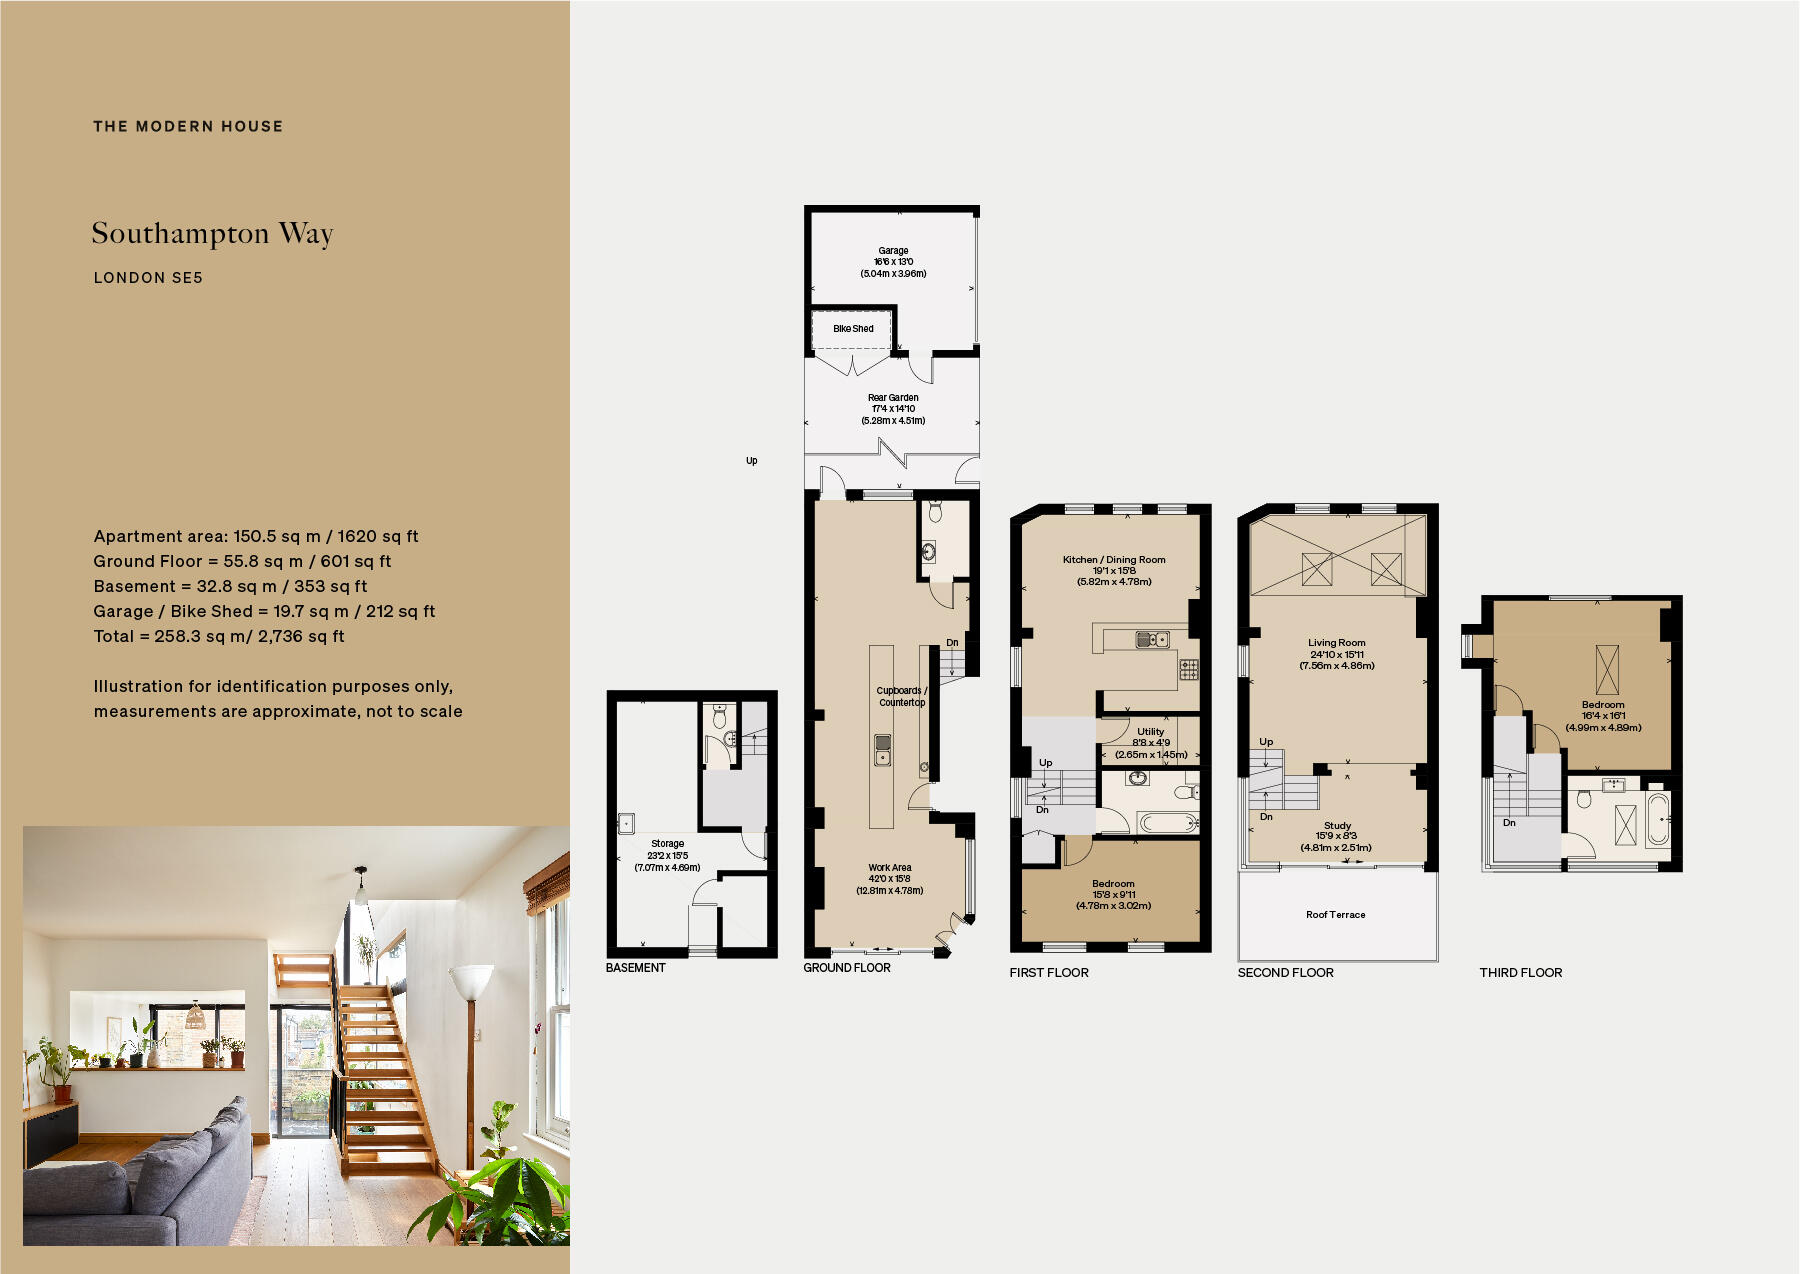 THE MODERN HOUSE
Southampton Way
LONDON SE5
Apartment area: 150.5 sq m / 1620 sq ft
Ground Floor = 55.8 sq m / 601 sq ft
Basement = 32.8 sq m / 353 sq ft
Garage / Bike Shed = 19.7 sq m / 212 sq ft
Total = 258.3 sq m/ 2,736 sq ft
Illustration for identification purposes only,
measurements are approximate, not to scale
Up
Storage
23'2 x 15'5
(7.07m x 4.69m)
BASEMENT
Garage
16'6 x 13'0
(5.04m x 3.96m)
Bike Shed
Rear Garden
17'4 x 14'10
(5.28m x 4.51m)
Dn
Cupboards /
Countertop
Work Area
42'0 x 15'8
(12.81m x 4.78m)
GROUND FLOOR
Kitchen / Dining Room
19'1 x 15'8
(5.82m x 4.78m)
Utility
8'8 x 4'9
(2.65m x 1.45m)
Up
Dn
Bedroom
15'8 x 9'11
(4.78m x 3.02m)
FIRST FLOOR
Living Room
24'10 x 15'11
(7.56m x 4.86m)
Up
Dn
Study
15'9 x 8'3
(4.81m x 2.51m)
Roof Terrace
SECOND FLOOR
Bedroom
16'4 x 16'1
(4.99m x 4.89m)
Dn
THIRD FLOOR